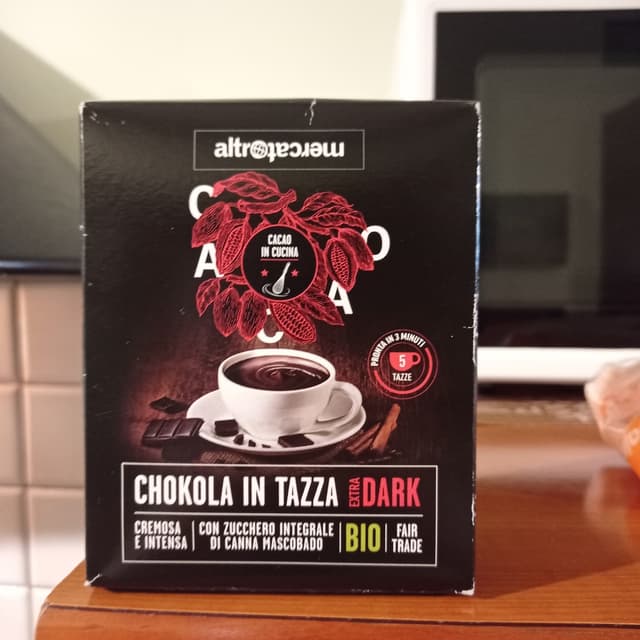 altromercato
C
A O
A
C
CACAO
IN CUCINA
PRONTA IN 3 MINUTI
5
TAZZE
CHOKOLA IN TAZZA EXTRA DARK
CREMOSA
E INTENSA
CON ZUCCHERO INTEGRALE
DI CANNA MASCOBADO
BIO
FAIR
TRADE